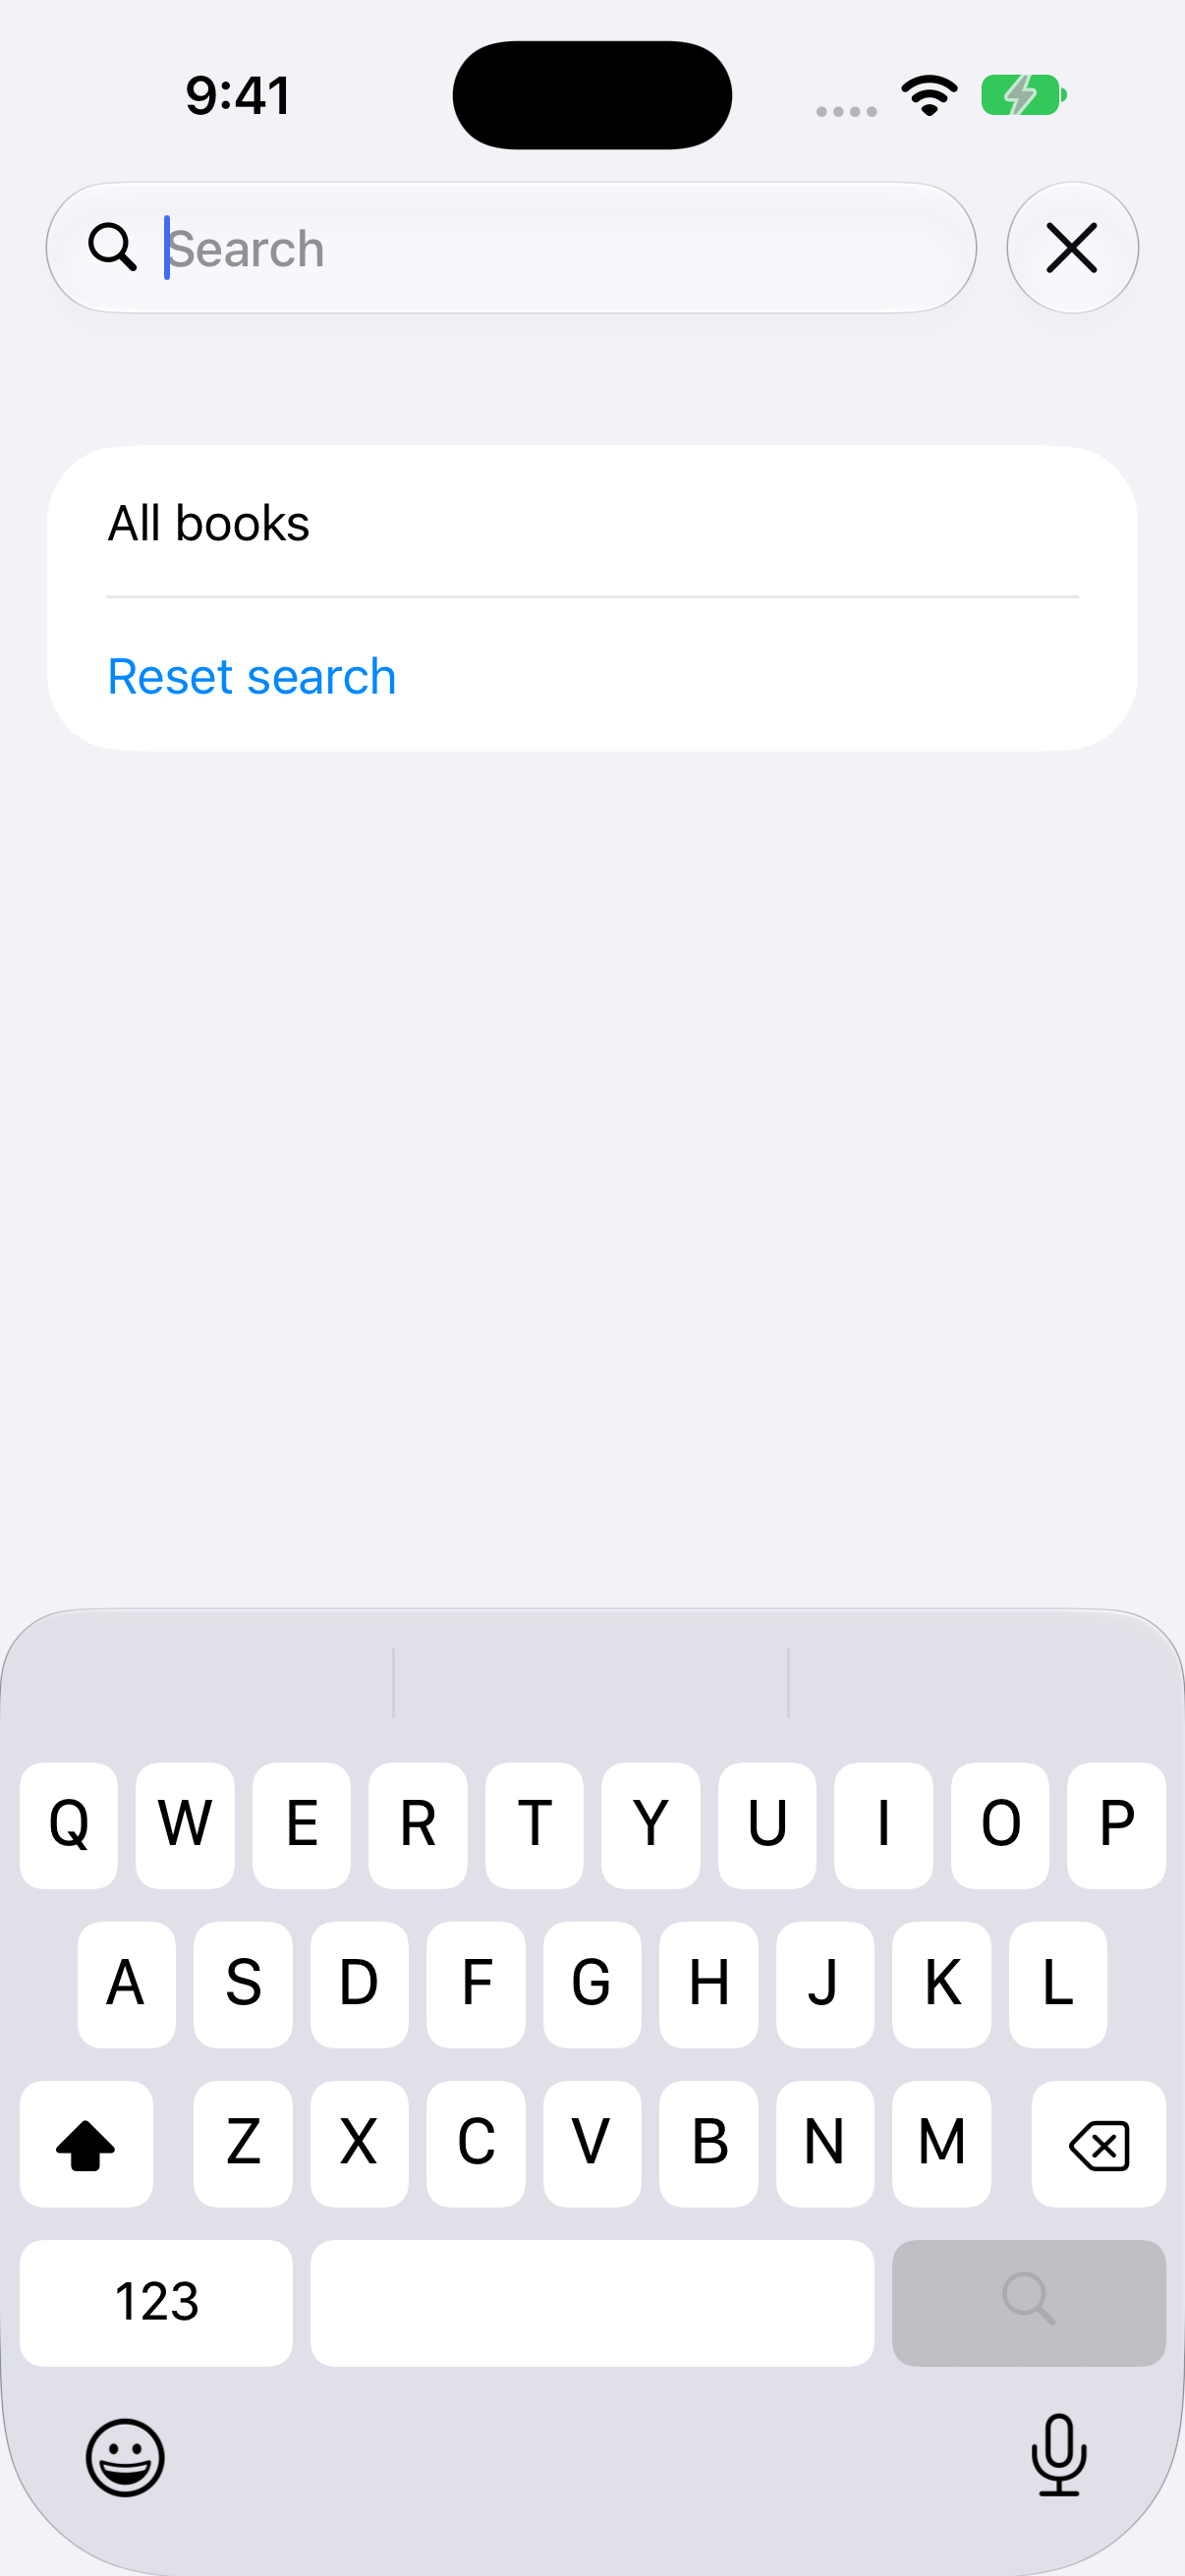 9:41
Search
All books
Reset search
Q W E R T Y U I O P
A S D F G H J K L
Z X C V B N M
123